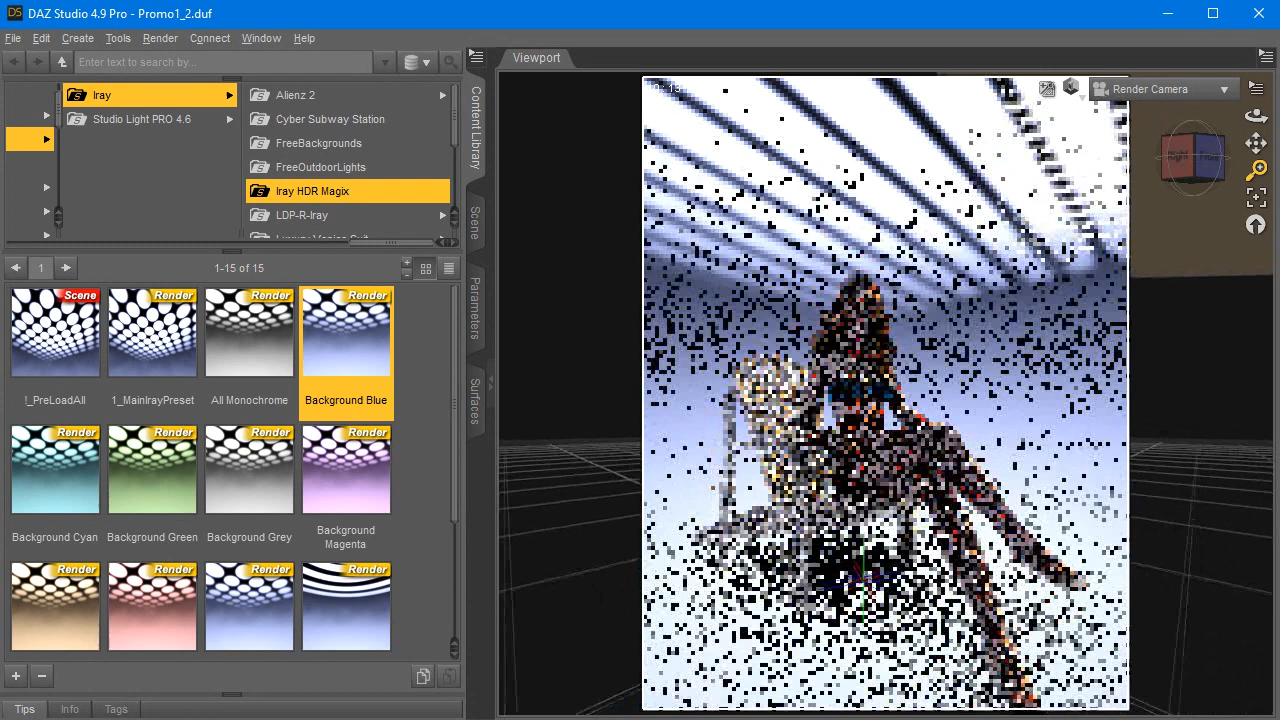 DAZ Studio 4.9 Pro - Promo1_2.duf
File Edit Create Tools Render Connect Window Help
Enter text to search by...
Viewport
Iray
Studio Light PRO 4.6
Alienz 2
Cyber Subway Station
FreeBackgrounds
FreeOutdoorLights
Iray HDR Magix
LDP-R-Iray
Render Camera
Right
Front
Content Library
Scene
Parameters
Surfaces
1
1-15 of 15
Scene
Render
Render
Render
!_PreLoadAll
1_MainIrayPreset
All Monochrome
Background Blue
Render
Render
Render
Render
Background Cyan
Background Green
Background Grey
Background
Magenta
Render
Render
Render
Render
Tips
Info
Tags